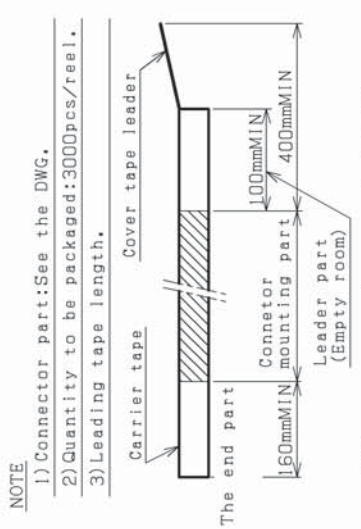 NOTE
1)Connector part:See the DWG.
2)Quantity to be packaged:3000pcs/reel.
3)Leading tape length.
Carrier tape
Cover tape leader
The end part
160mmMIN
Connetor
mounting part
100mmMIN
400mmMIN
Leader part
(Empty room)